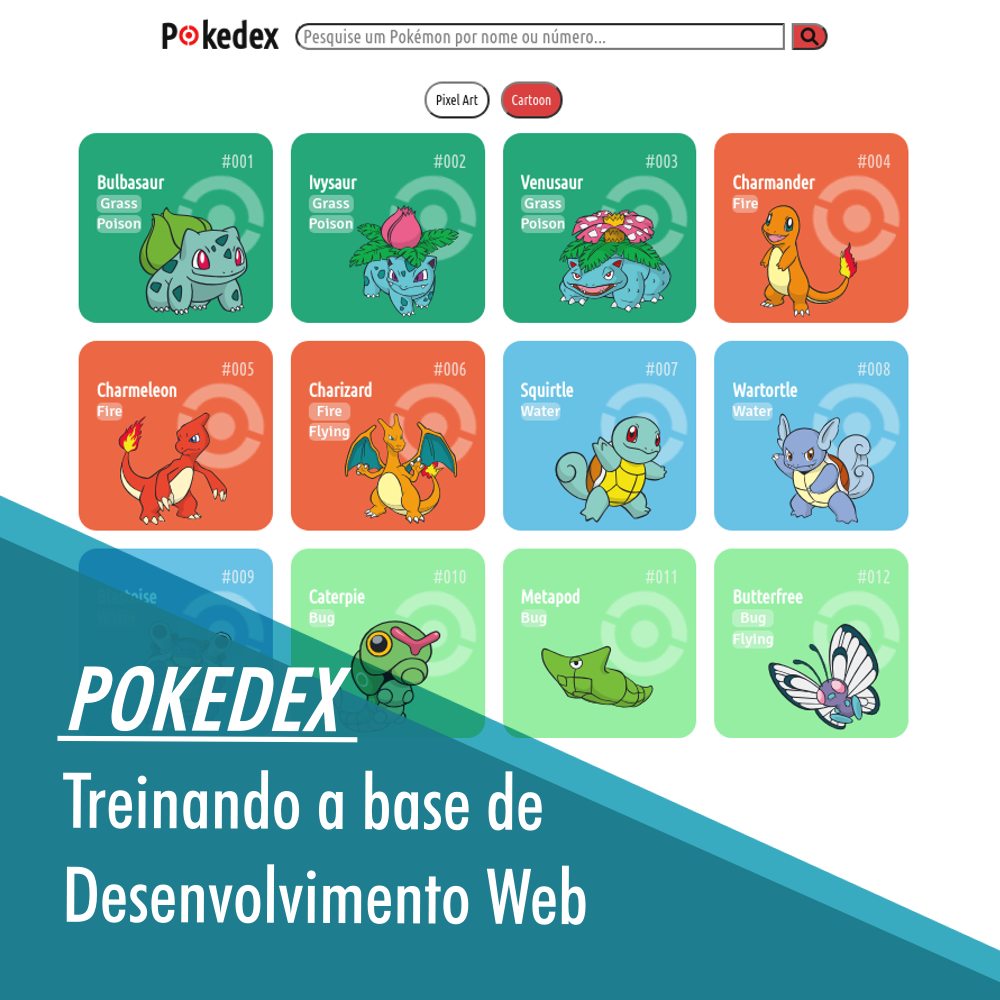 Pokedex Pesquise um Pokémon por nome ou número...
Pixel Art Cartoon
#001 #002 #003 #004
Bulbasaur Ivysaur Venusaur Charmander
Grass Grass Grass Fire
Poison Poison Poison
#005 #006 #007 #008
Charmeleon Charizard Squirtle Wartortle
Fire Fire Water Water
Flying
#009 #010 #011 #012
Blastoise Caterpie Metapod Butterfree
Bug Bug Bug
Flying
POKEDEX
Treinando a base de
Desenvolvimento Web